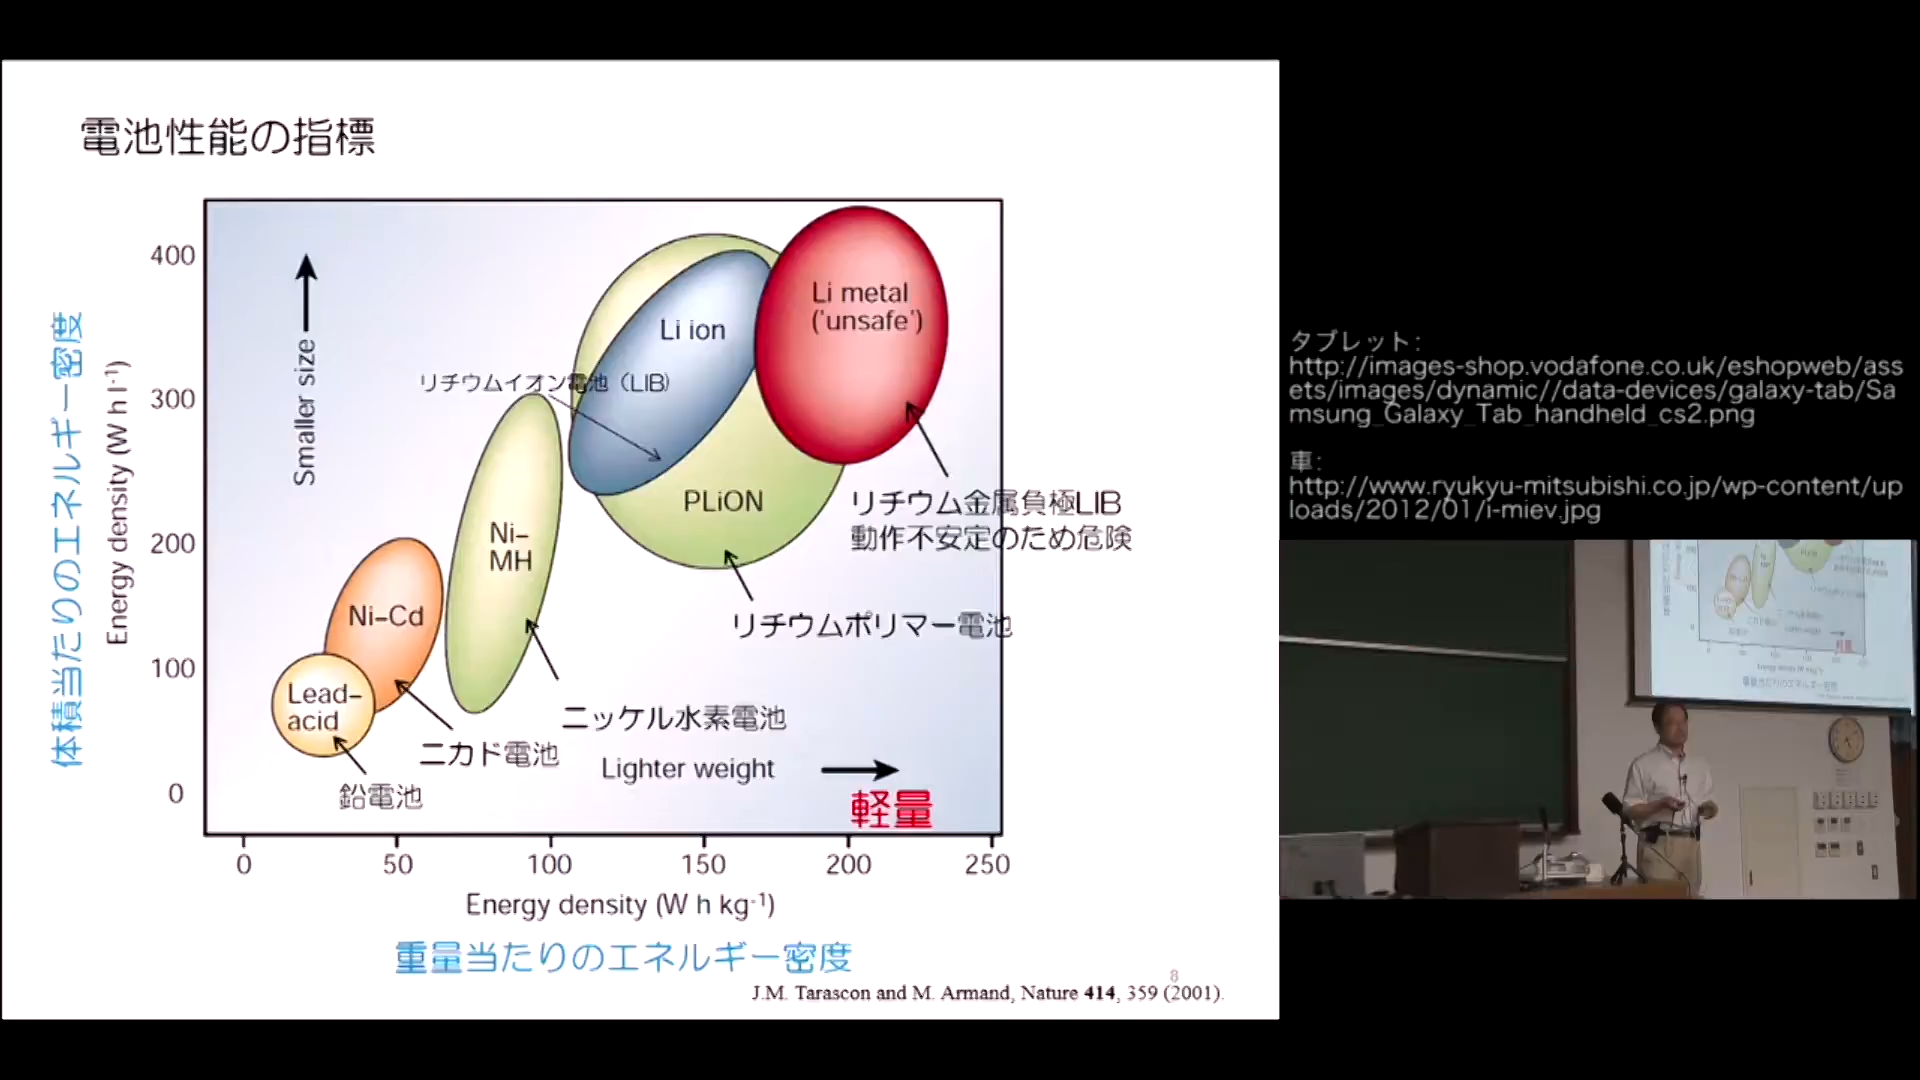 電池性能の指標
400
300
200
100
0
体積当たりのエネルギー密度
Energy density (W h l-1)
Smaller size
Li metal
('unsafe')
Li ion
リチウムイオン電池（LIB）
PLiON
リチウム金属負極LIB
動作不安定のため危険
Ni-
MH
リチウムポリマー電池
Ni-Cd
Lead-
acid
ニッケル水素電池
ニカド電池
Lighter weight
鉛電池
軽量
0 50 100 150 200 250
Energy density (W h kg-1)
重量当たりのエネルギー密度
8
J.M. Tarascon and M. Armand, Nature 414, 359 (2001).
タブレット:
http://images-shop.vodafone.co.uk/eshopweb/ass
ets/images/dynamic//data-devices/galaxy-tab/Sa
msung_Galaxy_Tab_handheld_cs2.png
車:
http://www.ryukyu-mitsubishi.co.jp/wp-content/up
loads/2012/01/i-miev.jpg